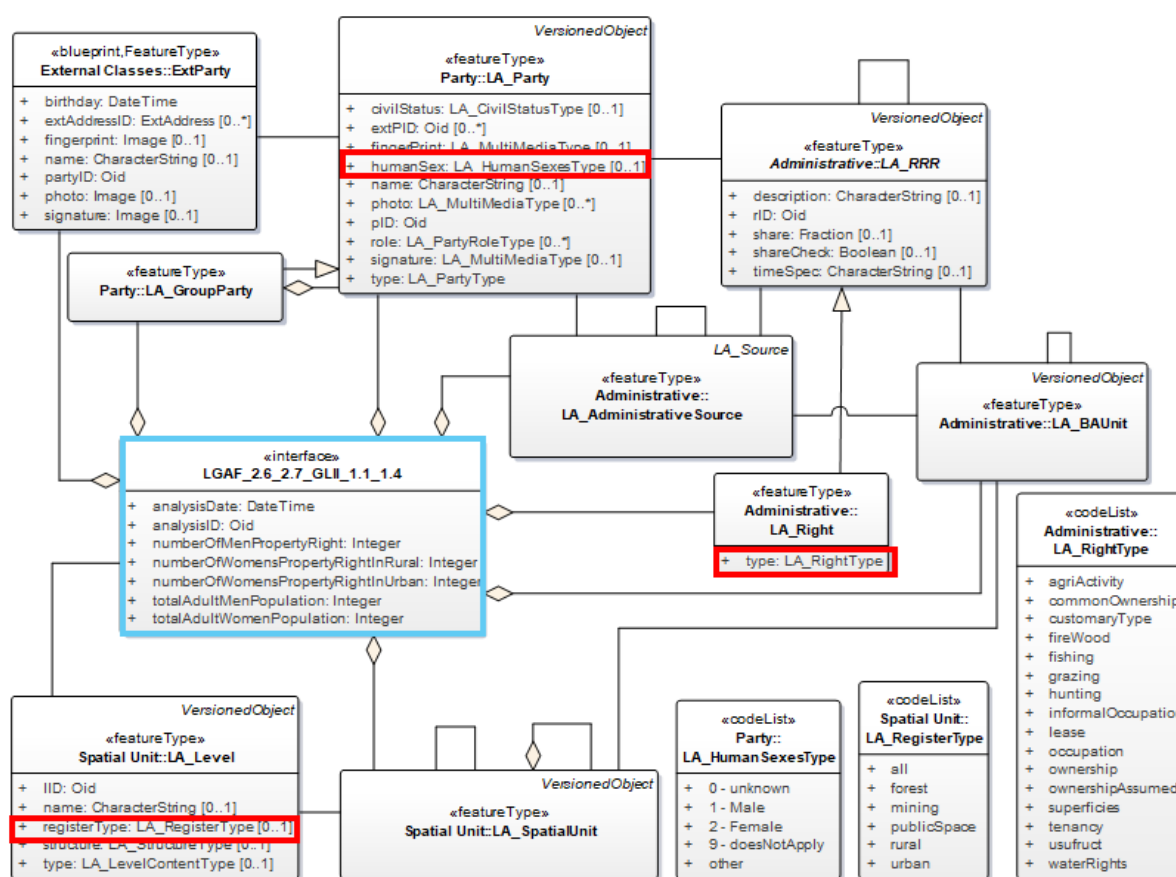 «blueprint,FeatureType»
External Classes::ExtParty
+ birthday: DateTime
+ extAddressID: ExtAddress [0..*]
+ fingerprint: Image [0..1]
+ name: CharacterString [0..1]
+ partyID: Oid
+ photo: Image [0..1]
+ signature: Image [0..1]
VersionedObject
«featureType»
Party::LA_Party
+ civilStatus: LA_CivilStatusType [0..1]
+ extPID: Oid [0..*]
+ fingerPrint: LA_MultiMediaType [0..1]
+ humanSex: LA_HumanSexesType [0..1]
+ name: CharacterString [0..1]
+ photo: LA_MultiMediaType [0..*]
+ pID: Oid
+ role: LA_PartyRoleType [0..*]
+ signature: LA_MultiMediaType [0..1]
+ type: LA_PartyType
VersionedObject
«featureType»
Administrative::LA_RRR
+ description: CharacterString [0..1]
+ rID: Oid
+ share: Fraction [0..1]
+ shareCheck: Boolean [0..1]
+ timeSpec: CharacterString [0..1]
«featureType»
Party::LA_GroupParty
LA_Source
«featureType»
Administrative::
LA_AdministrativeSource
VersionedObject
«featureType»
Administrative::LA_BAUnit
«interface»
LGAF_2.6_2.7_GLII_1.1_1.4
+ analysisDate: DateTime
+ analysisID: Oid
+ numberOfMenPropertyRight: Integer
+ numberOfWomensPropertyRightInRural: Integer
+ numberOfWomensPropertyRightInUrban: Integer
+ totalAdultMenPopulation: Integer
+ totalAdultWomenPopulation: Integer
«featureType»
Administrative::
LA_Right
+ type: LA_RightType
«codeList»
Administrative::
LA_RightType
+ agriActivity
+ commonOwnership
+ customaryType
+ fireWood
+ fishing
+ grazing
+ hunting
+ informalOccupatio
+ lease
+ occupation
+ ownership
+ ownershipAssumed
+ superficies
+ tenancy
+ usufruct
+ waterRights
VersionedObject
«featureType»
Spatial Unit::LA_Level
+ lID: Oid
+ name: CharacterString [0..1]
+ registerType: LA_RegisterType [0..1]
+ structure: LA_StructureType [0..1]
+ type: LA_LevelContentType [0..1]
VersionedObject
«featureType»
Spatial Unit::LA_SpatialUnit
«codeList»
Party::
LA_HumanSexesType
+ 0 - unknown
+ 1 - Male
+ 2 - Female
+ 9 - doesNotApply
+ other
«codeList»
Spatial Unit::
LA_RegisterType
+ all
+ forest
+ mining
+ publicSpace
+ rural
+ urban